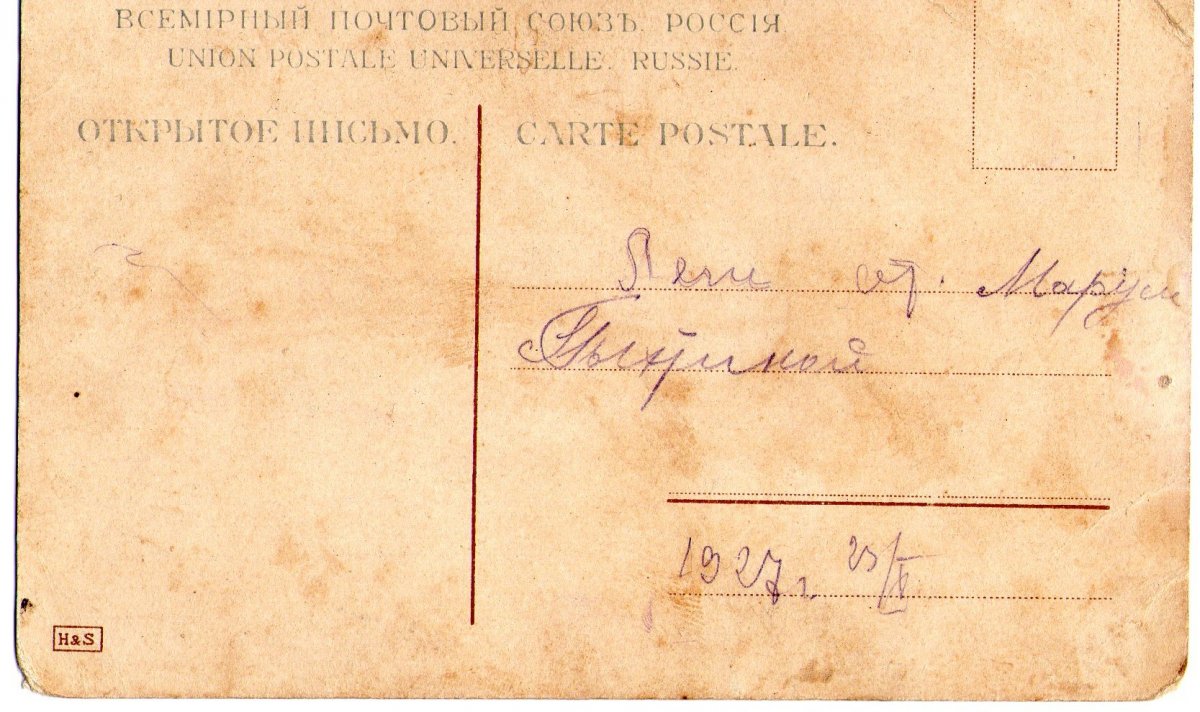 ВСЕМІРНЫЙ ПОЧТОВЫЙ СОЮЗЪ. РОССІЯ.
UNION POSTALE UNIVERSELLE. RUSSIE.
ОТКРЫТОЕ ПИСЬМО. CARTE POSTALE.
от Маруси
1927 г.
H&S